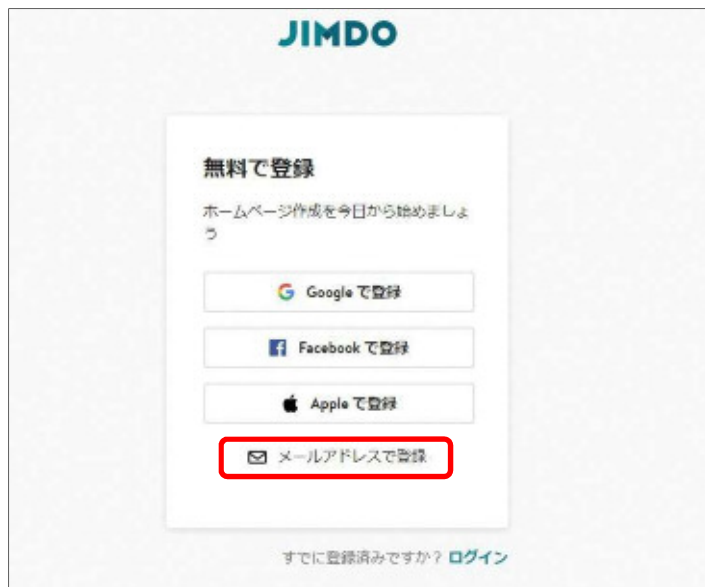 JIMDO
無料で登録
ホームページ作成を今日から始めましょ
う
Google で登録
Facebook で登録
Apple で登録
メールアドレスで登録
すでに登録済みですか？ ログイン